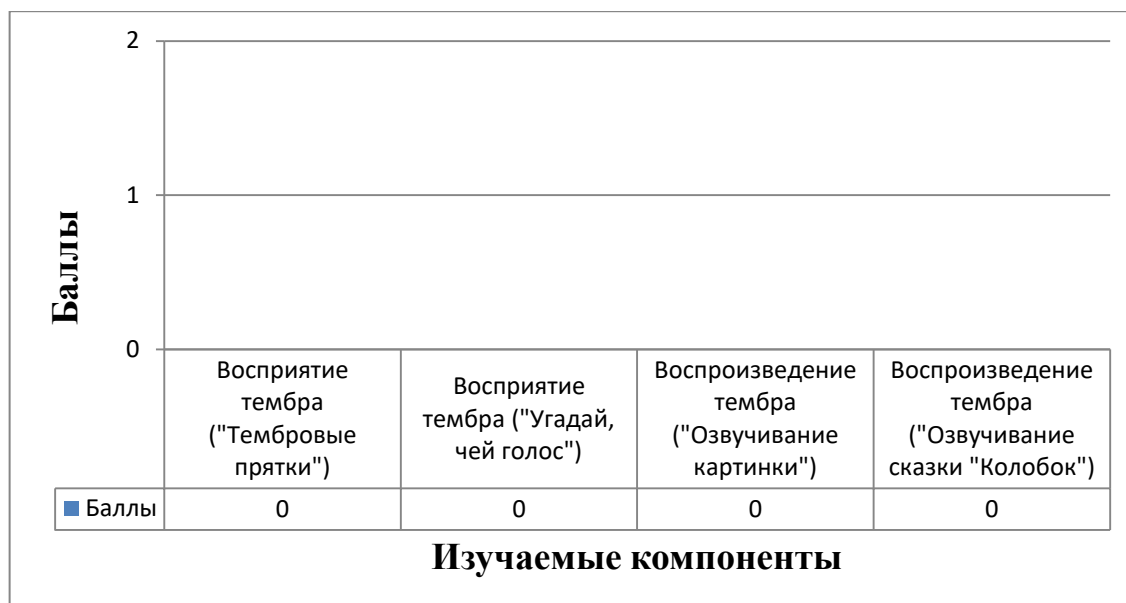 2
1
0
Баллы
Восприятие
тембра
("Тембровые
прятки")
Восприятие
тембра ("Угадай,
чей голос")
Воспроизведение
тембра
("Озвучивание
картинки")
Воспроизведение
тембра
("Озвучивание
сказки "Колобок")
Баллы 0 0 0 0
Изучаемые компоненты